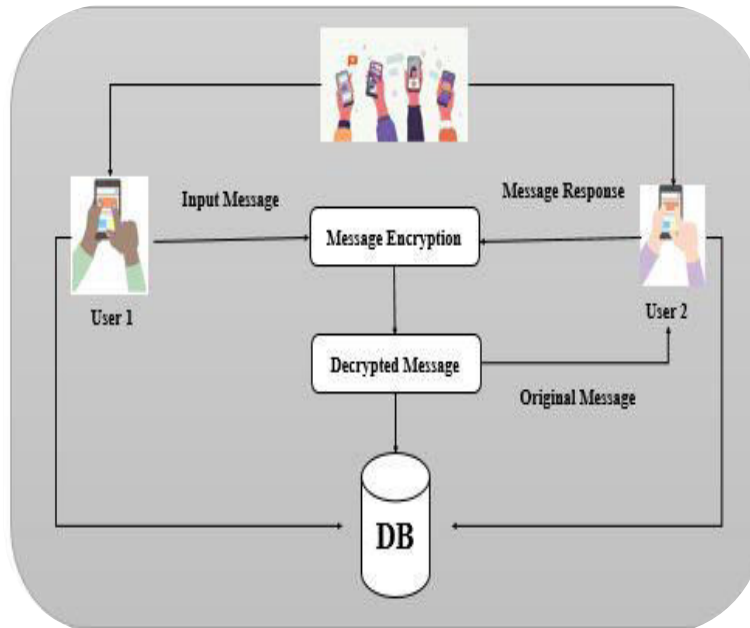 Input Message
Message Response
Message Encryption
User 1
User 2
Decrypted Message
Original Message
DB